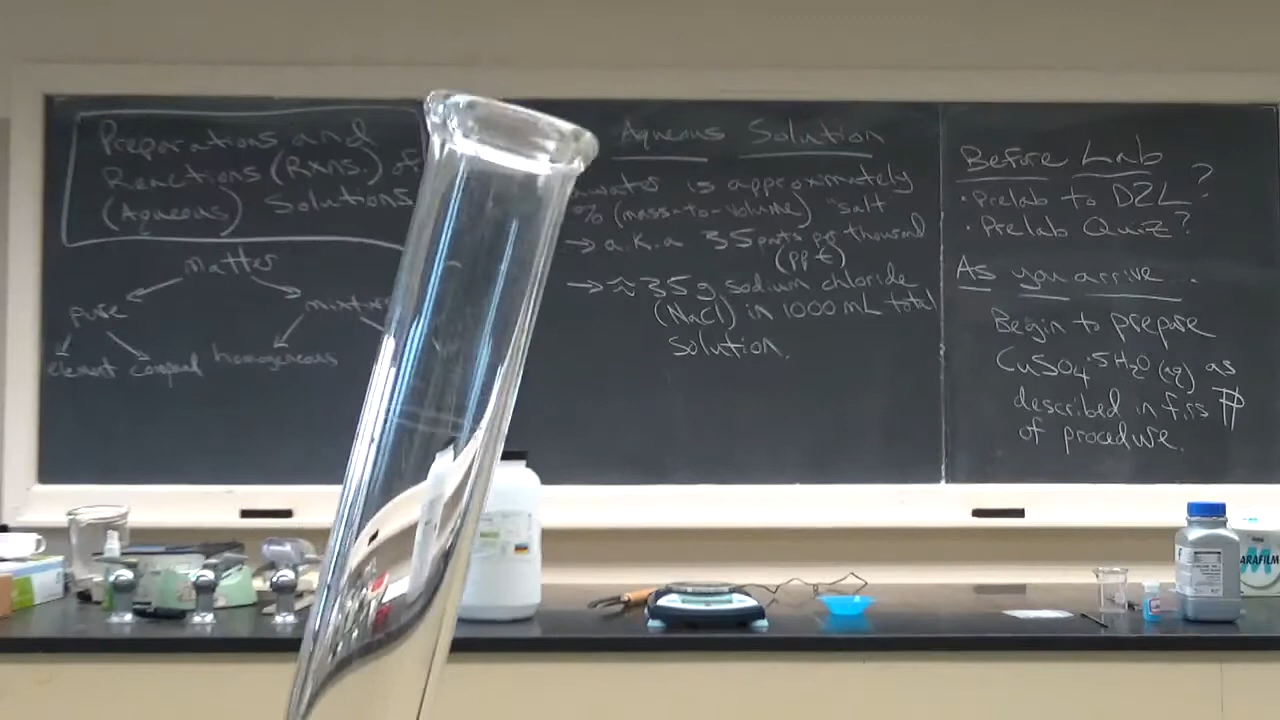 Preparations and
Reactions (RXNS.) of
(Aqueous) Solutions
Matter
pure
mixture
element compound homogeneous
Aqueous Solution
water is approximately
% (mass-to-volume) "salt
→ a.k.a 35 parts per thousand
(ppt)
→ ≈ 35 g sodium chloride
(NaCl) in 1000 mL total
solution.
Before Lab
· Prelab to D2L?
· Prelab Quiz?
As you arrive...
Begin to prepare
CuSO4·5H2O (aq) as
described in first ¶
of procedure.
ARAFILM
M